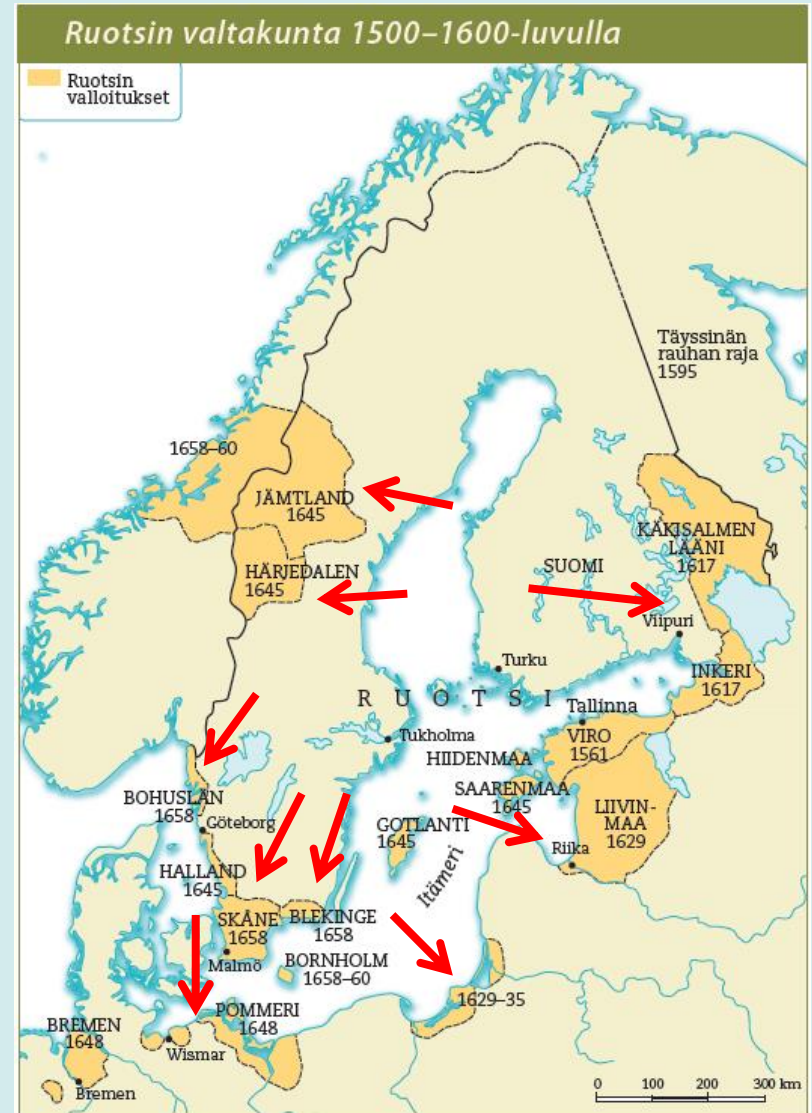 Ruotsin valtakunta 1500–1600-luvulla
Ruotsin
valloitukset
Täyssinän
rauhan raja
1595
1658–60
JÄMTLAND
1645
HÄRJEDALEN
1645
KÄKISALMEN
LÄÄNI
1617
SUOMI
Viipuri
Turku
INKERI
1617
RUOTSI
Tallinna
Tukholma
VIRO
1561
HIIDENMAA
SAARENMAA
1645
LIIVIN-
MAA
1629
BOHUSLÄN
1658
Göteborg
GOTLANTI
1645
Riika
Itämeri
HALLAND
1645
SKÅNE
1658
BLEKINGE
1658
Malmö
BORNHOLM
1658–60
1629–35
POMMERI
1648
BREMEN
1648
Wismar
Bremen
0 100 200 300 km